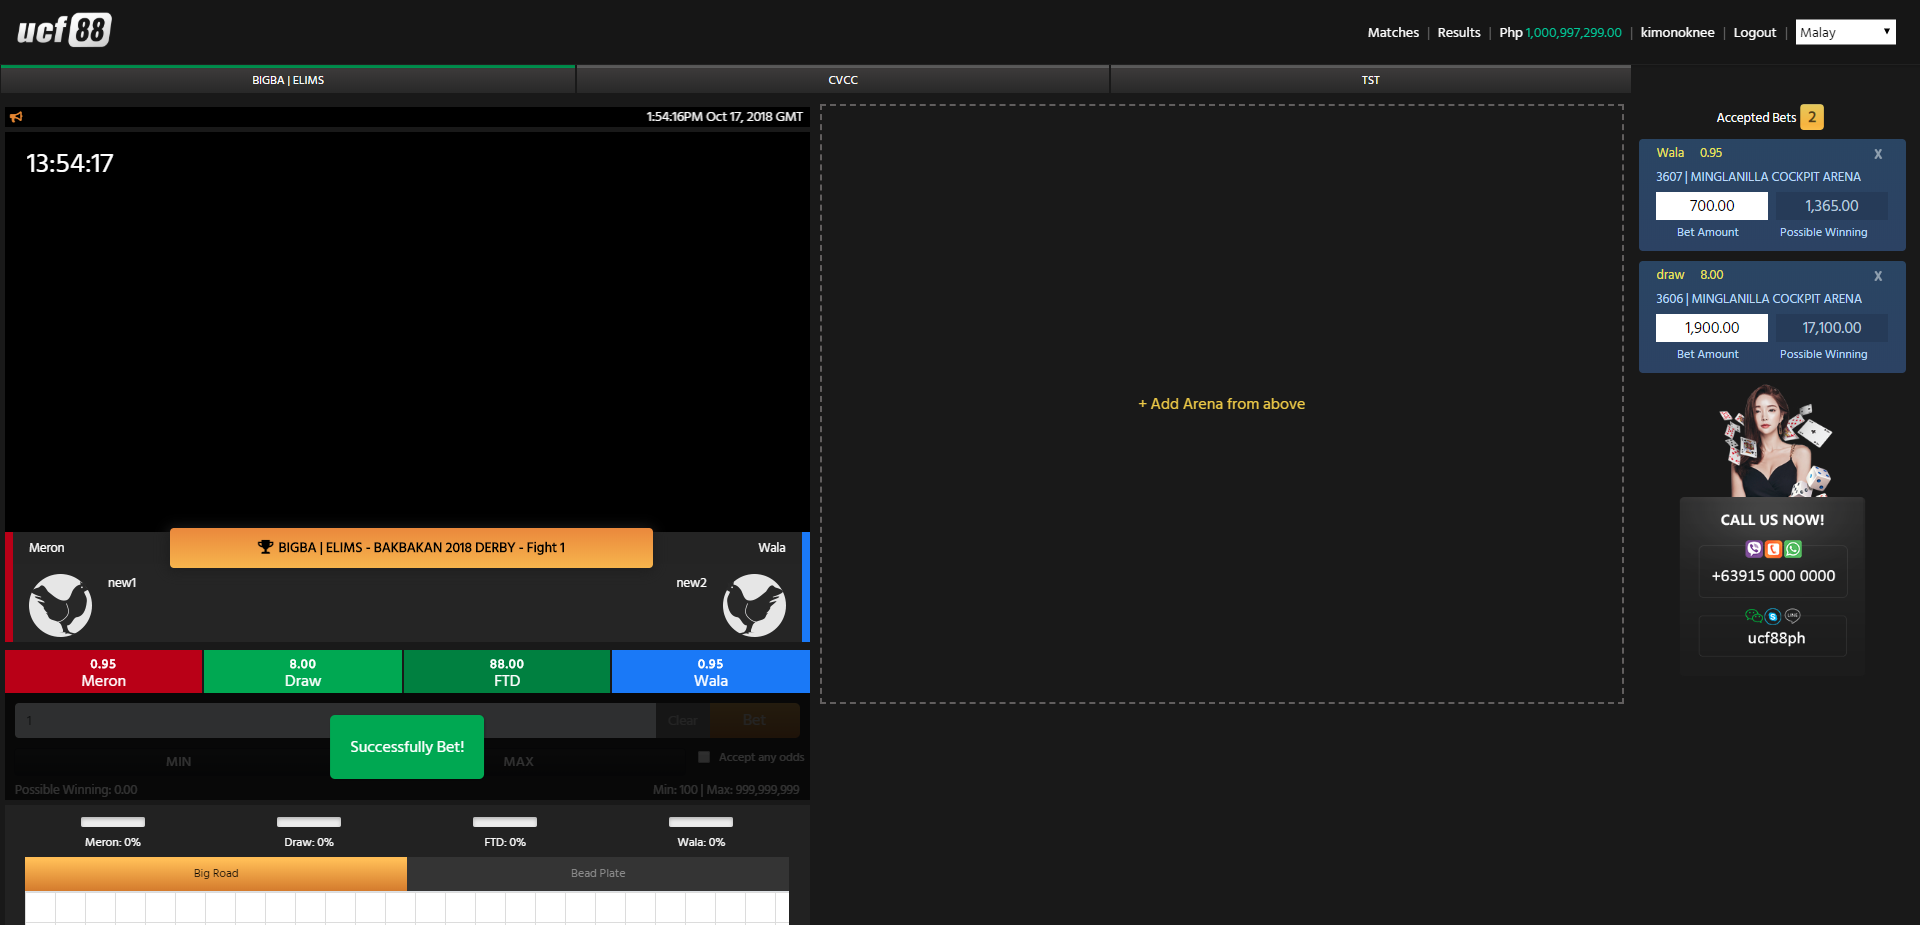 ucf 88
Matches | Results | Php 1,000,997,299.00 | kimonoknee | Logout | Malay
BIGBA | ELIMS
CVCC
TST
1:54:16PM Oct 17, 2018 GMT
13:54:17
Meron
BIGBA | ELIMS - BAKBAKAN 2018 DERBY - Fight 1
Wala
new1
new2
0.95
Meron
8.00
Draw
88.00
FTD
0.95
Wala
1
Clear
Bet
Successfully Bet!
MIN
MAX
Accept any odds
Possible Winning: 0.00
Min: 100 | Max: 999,999,999
Meron: 0%
Draw: 0%
FTD: 0%
Wala: 0%
Big Road
Bead Plate
+ Add Arena from above
Accepted Bets 2
Wala 0.95 X
3607 | MINGLANILLA COCKPIT ARENA
700.00 1,365.00
Bet Amount Possible Winning
draw 8.00 X
3606 | MINGLANILLA COCKPIT ARENA
1,900.00 17,100.00
Bet Amount Possible Winning
CALL US NOW!
+63915 000 0000
LINE
ucf88ph